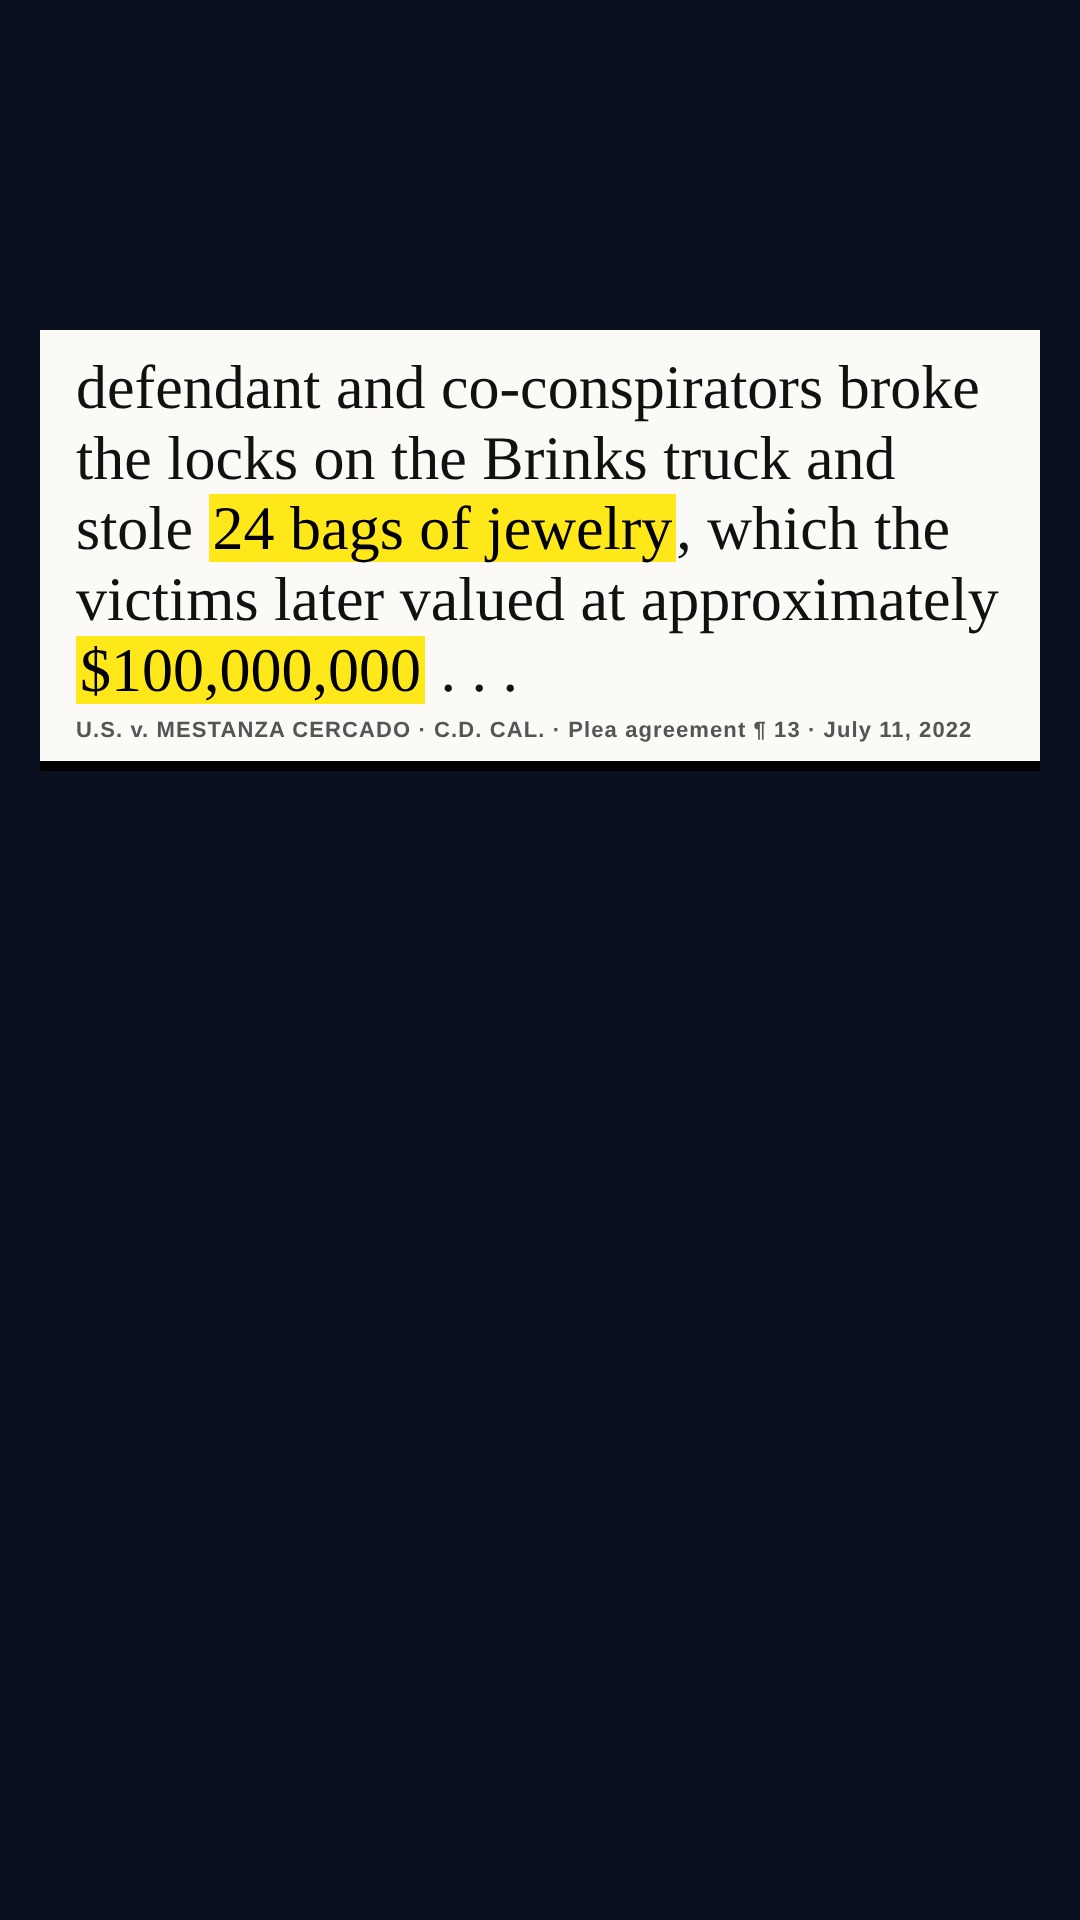 defendant and co-conspirators broke
the locks on the Brinks truck and
stole 24 bags of jewelry, which the
victims later valued at approximately
$100,000,000 . . .
U.S. v. MESTANZA CERCADO · C.D. CAL. · Plea agreement ¶ 13 · July 11, 2022